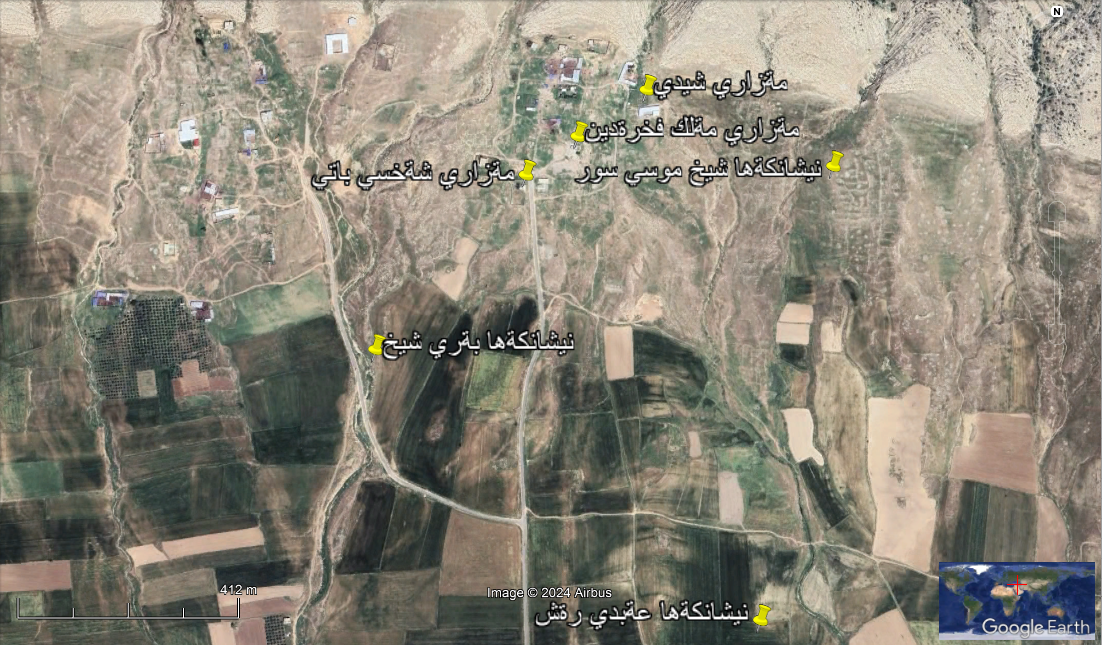 N
مةزاري شيدي
مةزاري مةلك فخرةدين
نيشانكةها شيخ موسي سور
مةزاري شةخسي باتي
نيشانكةها بةري شيخ
412 m
Image © 2024 Airbus
نيشانكةها عةبدي رةش
Google Earth